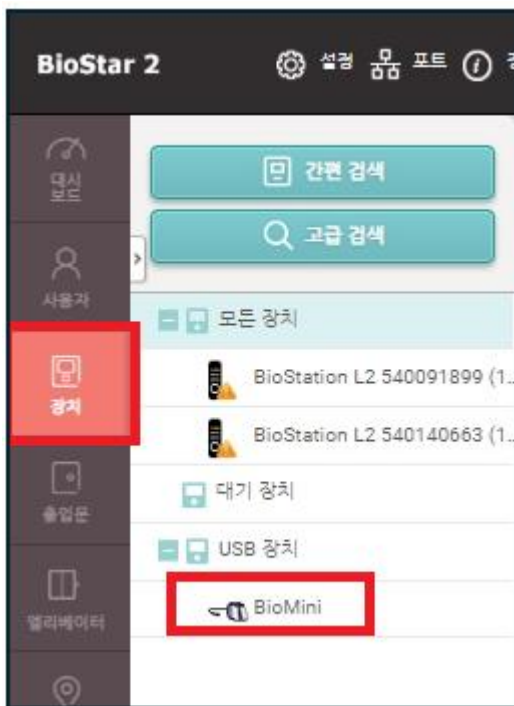 BioStar 2
설정
포트
간편 검색
고급 검색
대시
보드
사용자
장치
출입문
엘리베이터
모든 장치
BioStation L2 540091899 (1..
BioStation L2 540140663 (1..
대기 장치
USB 장치
BioMini